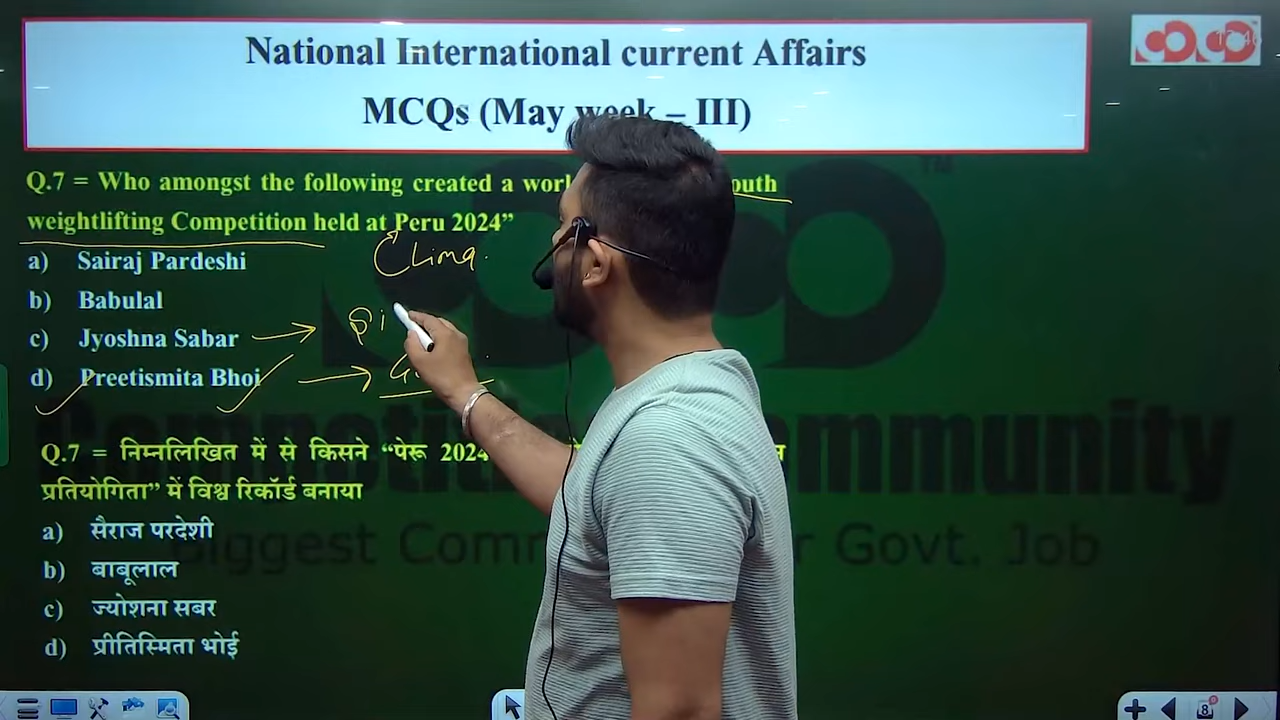 National International current Affairs
MCQs (May week – III)
Q.7 = Who amongst the following created a
weightlifting Competition held at Peru 2024”
Lima.
a) Sairaj Pardeshi
b) Babulal
c) Jyoshna Sabar
d) Preetismita Bhoi
Q.7 = निम्नलिखित में से किसने “पेरू 2024
प्रतियोगिता” में विश्व रिकॉर्ड बनाया
a) सैराज परदेशी
b) बाबूलाल
c) ज्योशना सबर
d) प्रीतिस्मिता भोई
Community
Biggest Govt. Job
8